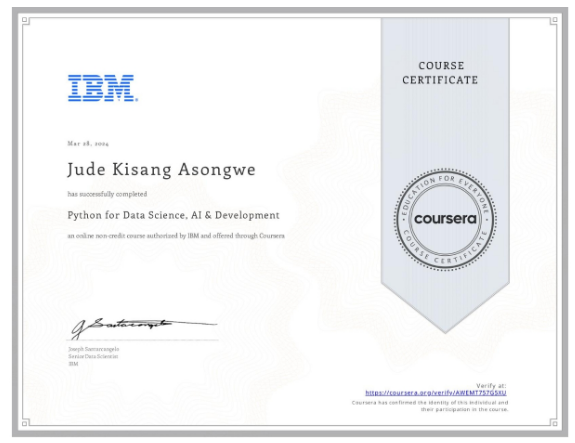 IBM
COURSE
CERTIFICATE
Mar 28, 2024
Jude Kisang Asongwe
has successfully completed
Python for Data Science, AI & Development
an online non-credit course authorized by IBM and offered through Coursera
EDUCATION FOR EVERYONE
coursera
COURSE CERTIFICATE
Joseph Santarcangelo
Senior Data Scientist
IBM
Verify at:
https://coursera.org/verify/AWEMT757G5XU
Coursera has confirmed the identity of this individual and
their participation in the course.